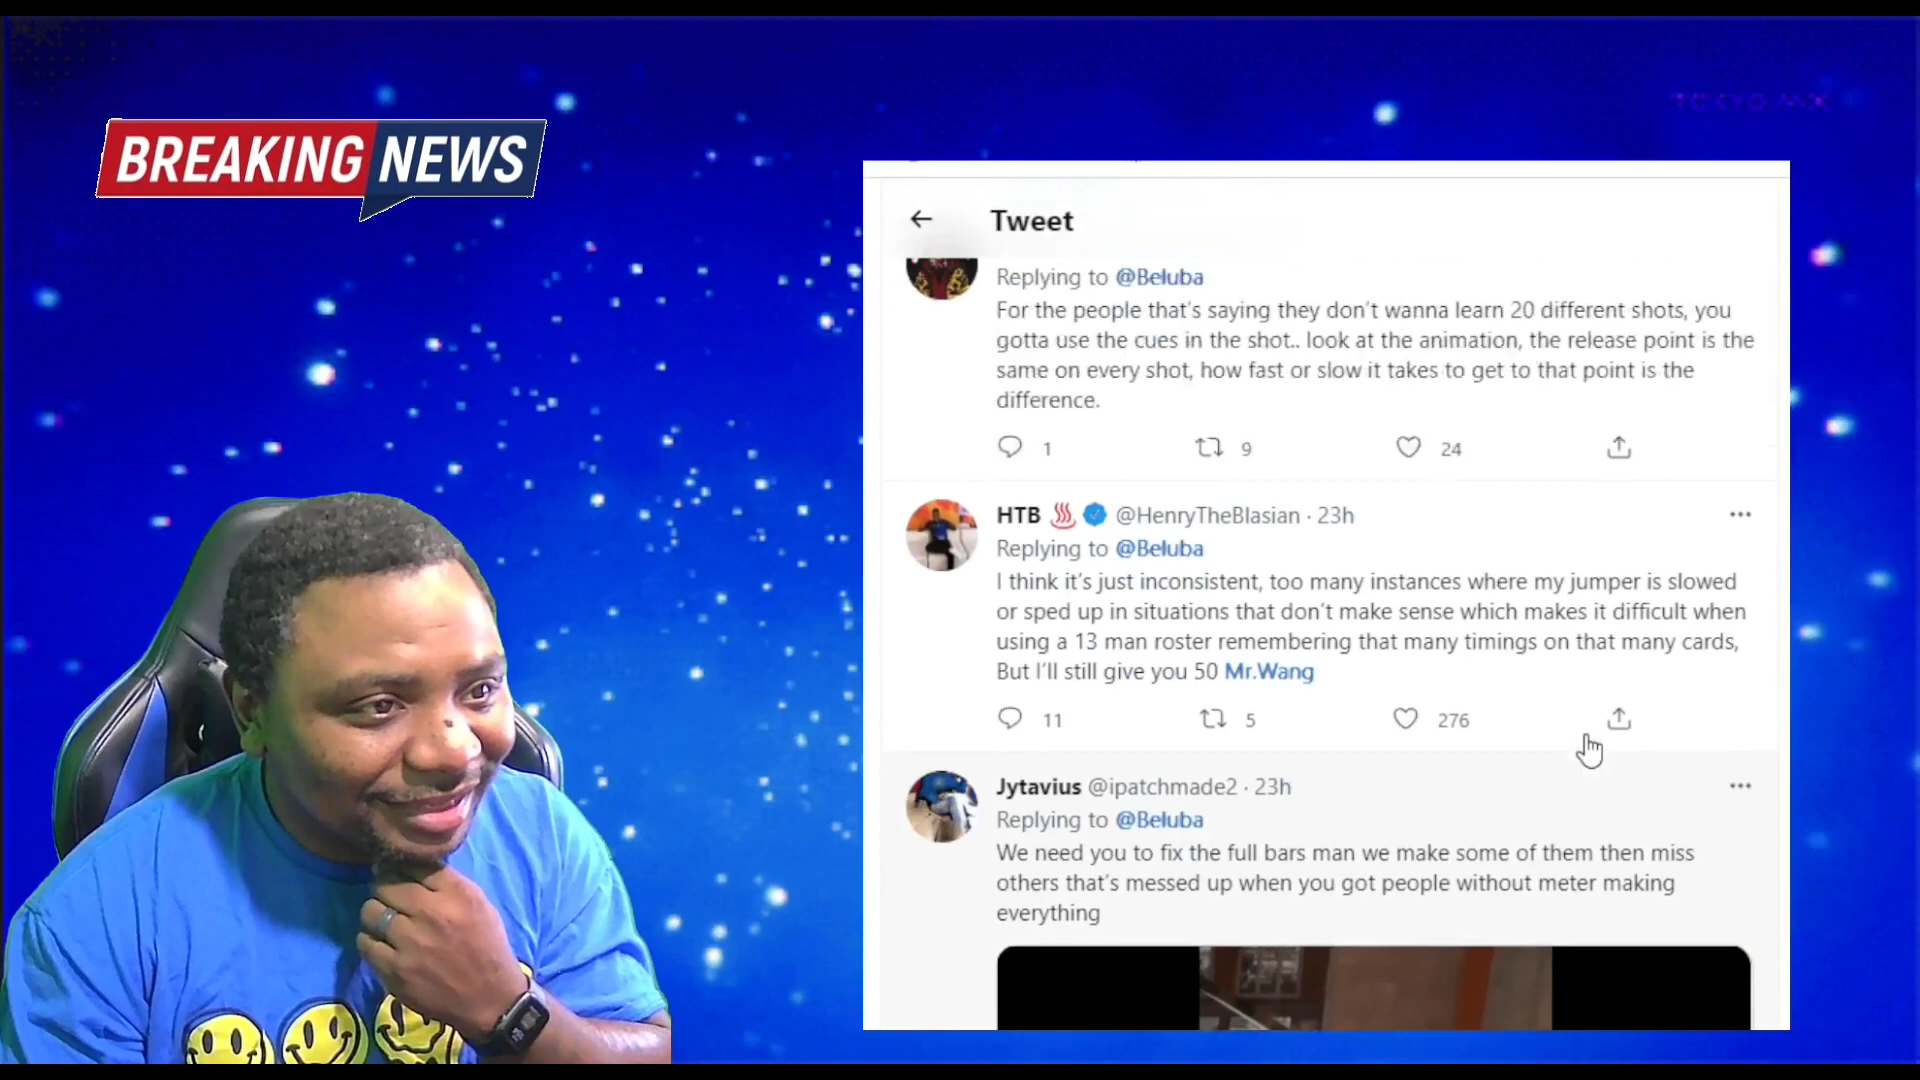 TOKYO MIX
BREAKING NEWS
Tweet
Replying to @Beluba
For the people that's saying they don't wanna learn 20 different shots, you
gotta use the cues in the shot.. look at the animation, the release point is the
same on every shot, how fast or slow it takes to get to that point is the
difference.
1 9 24
HTB @HenryTheBlasian · 23h
Replying to @Beluba
I think it's just inconsistent, too many instances where my jumper is slowed
or sped up in situations that don't make sense which makes it difficult when
using a 13 man roster remembering that many timings on that many cards,
But I'll still give you 50 Mr.Wang
11 5 276
Jytavius @ipatchmade2 · 23h
Replying to @Beluba
We need you to fix the full bars man we make some of them then miss
others that's messed up when you got people without meter making
everything